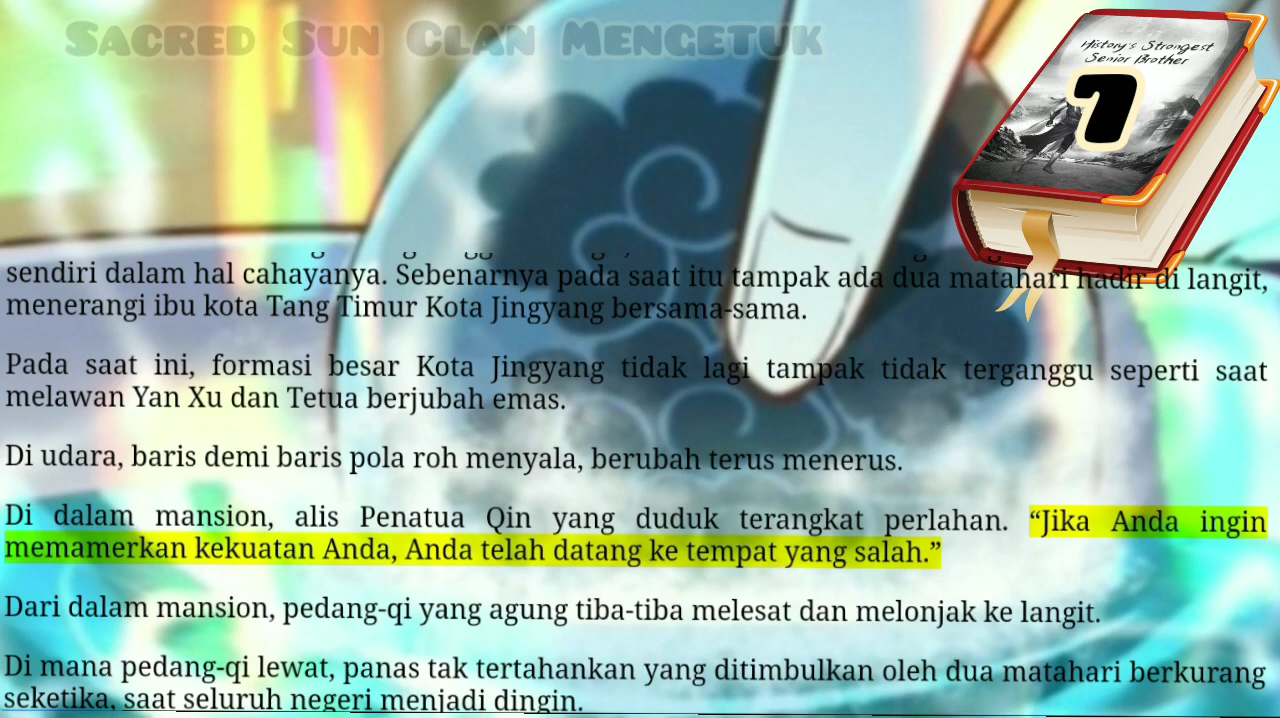 Sacred Sun Clan Mengetuk
History's Strongest
Senior Brother
1
sendiri dalam hal cahayanya. Sebenarnya pada saat itu tampak ada dua matahari hadir di langit,
menerangi ibu kota Tang Timur Kota Jingyang bersama-sama.
Pada saat ini, formasi besar Kota Jingyang tidak lagi tampak tidak terganggu seperti saat
melawan Yan Xu dan Tetua berjubah emas.
Di udara, baris demi baris pola roh menyala, berubah terus menerus.
Di dalam mansion, alis Penatua Qin yang duduk terangkat perlahan. “Jika Anda ingin
memamerkan kekuatan Anda, Anda telah datang ke tempat yang salah.”
Dari dalam mansion, pedang-qi yang agung tiba-tiba melesat dan melonjak ke langit.
Di mana pedang-qi lewat, panas tak tertahankan yang ditimbulkan oleh dua matahari berkurang
seketika, saat seluruh negeri menjadi dingin.